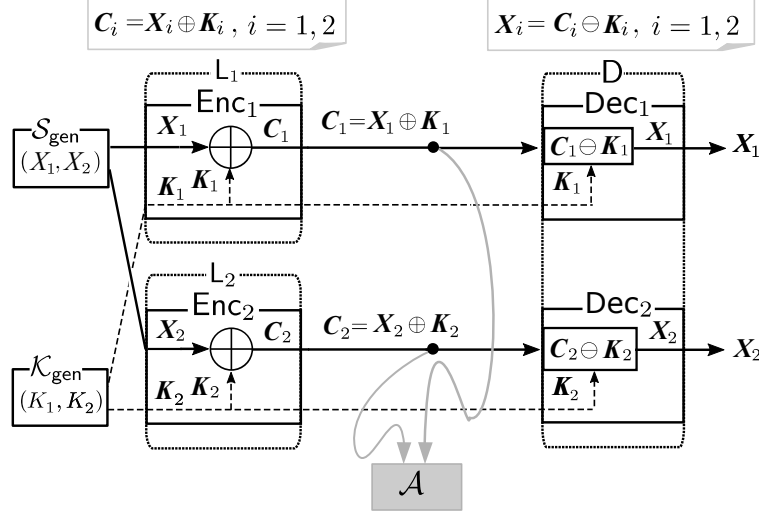 C_i = X_i ⊕ K_i , i = 1, 2
X_i = C_i ⊖ K_i, i = 1, 2
L_1
D
Enc_1
Dec_1
S_gen
(X_1, X_2)
X_1
C_1
C_1 = X_1 ⊕ K_1
C_1 ⊖ K_1
X_1
X_1
K_1 K_1
K_1
L_2
Enc_2
Dec_2
X_2
C_2
C_2 = X_2 ⊕ K_2
C_2 ⊖ K_2
X_2
X_2
K_gen
(K_1, K_2)
K_2 K_2
K_2
A